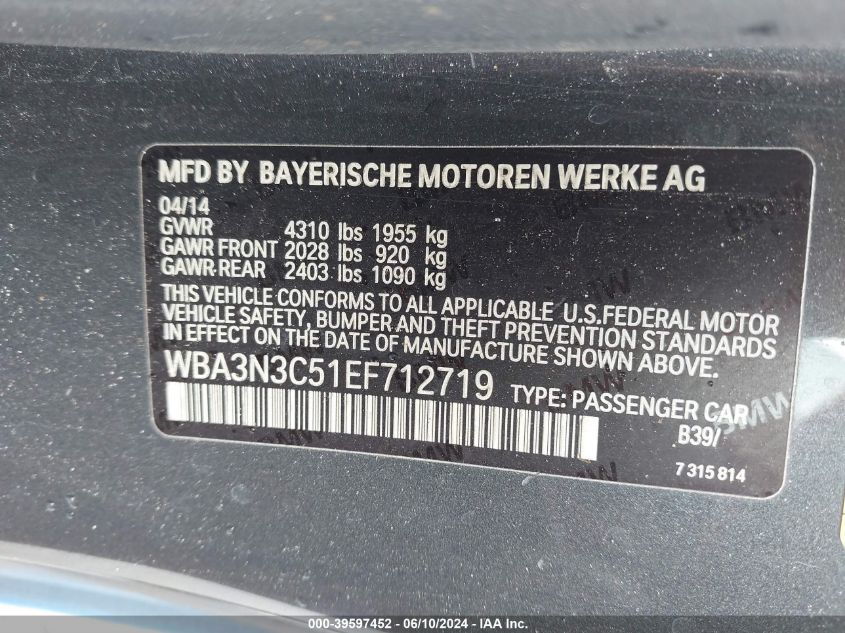 MFD BY BAYERISCHE MOTOREN WERKE AG
04/14
GVWR 4310 lbs 1955 kg
GAWR FRONT 2028 lbs 920 kg
GAWR REAR 2403 lbs 1090 kg
THIS VEHICLE CONFORMS TO ALL APPLICABLE U.S.FEDERAL MOTOR
VEHICLE SAFETY, BUMPER AND THEFT PREVENTION STANDARDS
IN EFFECT ON THE DATE OF MANUFACTURE SHOWN ABOVE.
WBA3N3C51EF712719 TYPE: PASSENGER CAR
B39/
7 315 814
BMW
000-39597452 - 06/10/2024 - IAA Inc.